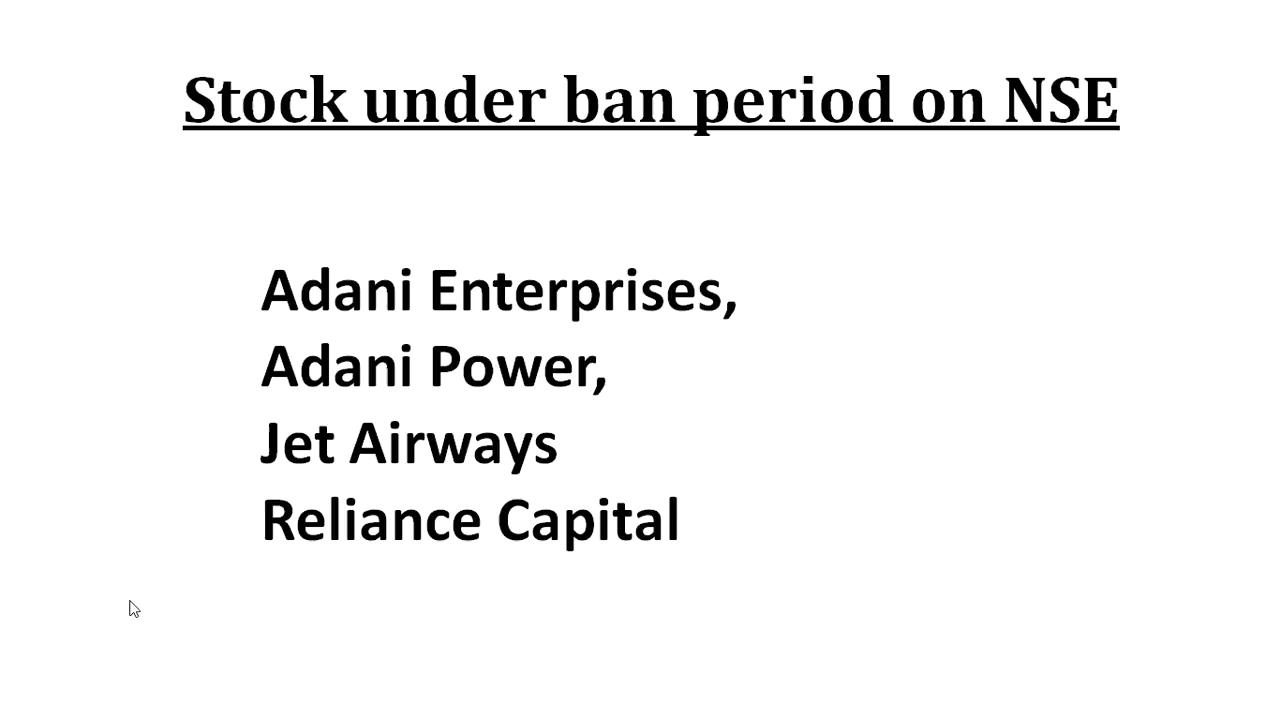 Stock under ban period on NSE
Adani Enterprises,
Adani Power,
Jet Airways
Reliance Capital